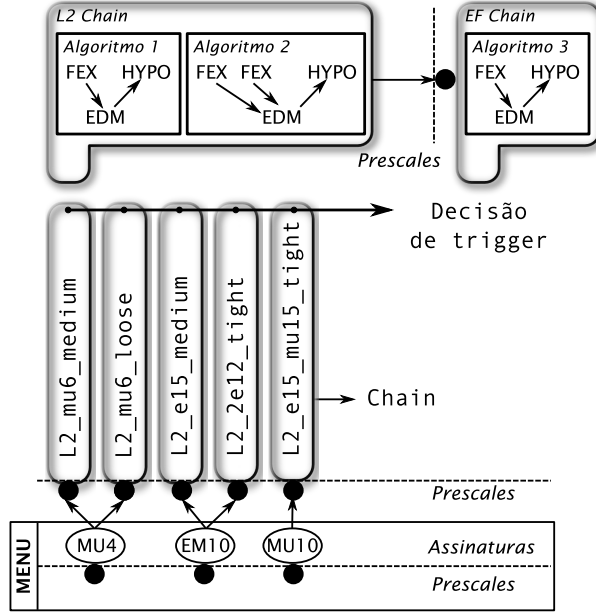 L2 Chain
EF Chain
Algoritmo 1
Algoritmo 2
Algoritmo 3
FEX HYPO
EDM
FEX FEX HYPO
EDM
FEX HYPO
EDM
Prescales
Decisão
de trigger
L2_mu6_medium
L2_mu6_loose
L2_e15_medium
L2_2e12_tight
L2_e15_mu15_tight
Chain
Prescales
MENU
MU4
EM10
MU10
Assinaturas
Prescales